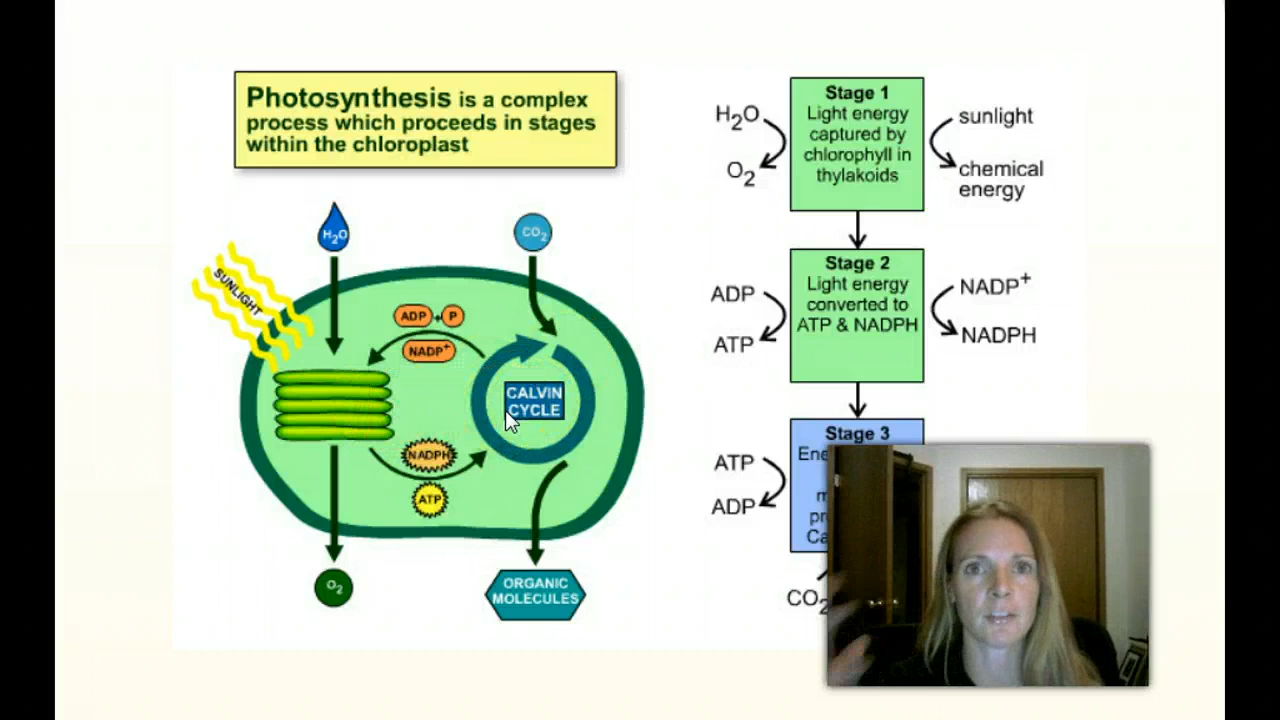 Photosynthesis is a complex
process which proceeds in stages
within the chloroplast
H₂O
CO₂
SUNLIGHT
ADP + P
NADP⁺
CALVIN
CYCLE
NADPH
ATP
O₂
ORGANIC
MOLECULES
Stage 1
Light energy
captured by
chlorophyll in
thylakoids
H₂O
O₂
sunlight
chemical
energy
Stage 2
Light energy
converted to
ATP & NADPH
ADP
ATP
NADP⁺
NADPH
Stage 3
ATP
ADP
CO₂